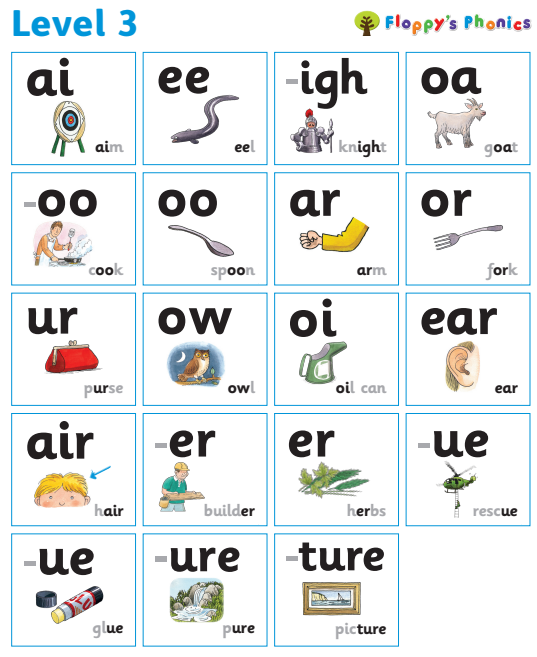 Level 3
Floppy's Phonics
ai ee -igh oa
aim eel knight goat
-oo oo ar or
cook spoon arm fork
ur ow oi ear
purse owl oil can ear
air -er er -ue
hair builder herbs rescue
-ue -ure -ture
glue pure picture